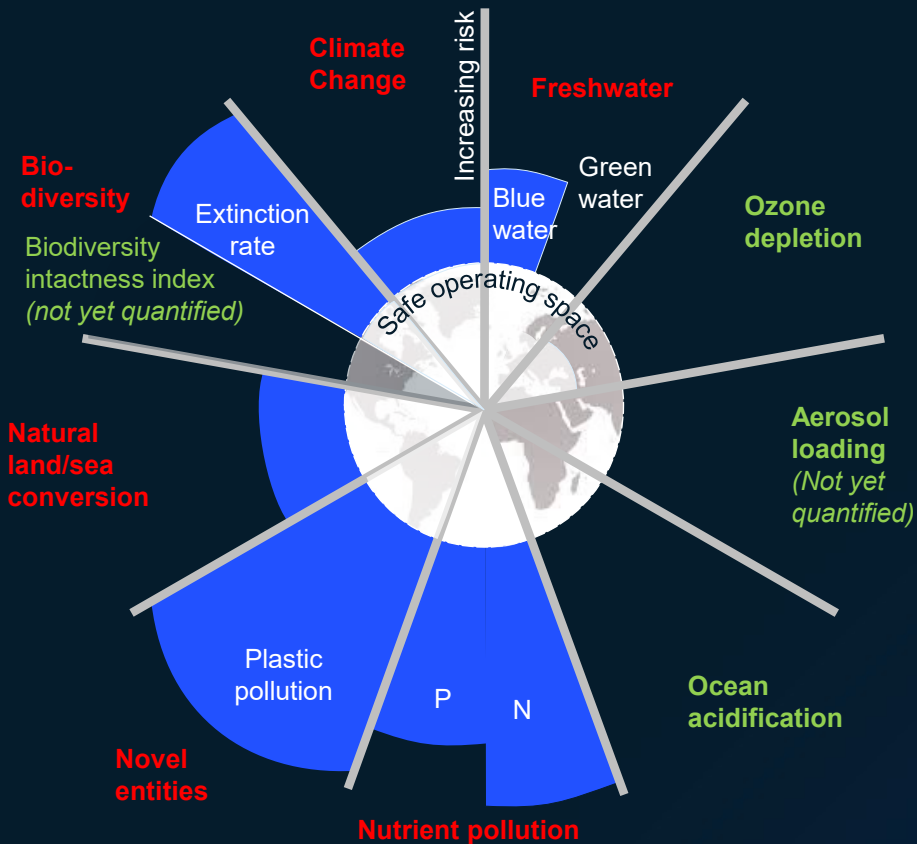 Climate
Change
Increasing risk
Freshwater
Green
water
Blue
water
Ozone
depletion
Bio-
diversity
Extinction
rate
Biodiversity
intactness index
(not yet quantified)
Safe operating space
Natural
land/sea
conversion
Aerosol
loading
(Not yet
quantified)
Plastic
pollution
P
N
Ocean
acidification
Novel
entities
Nutrient pollution